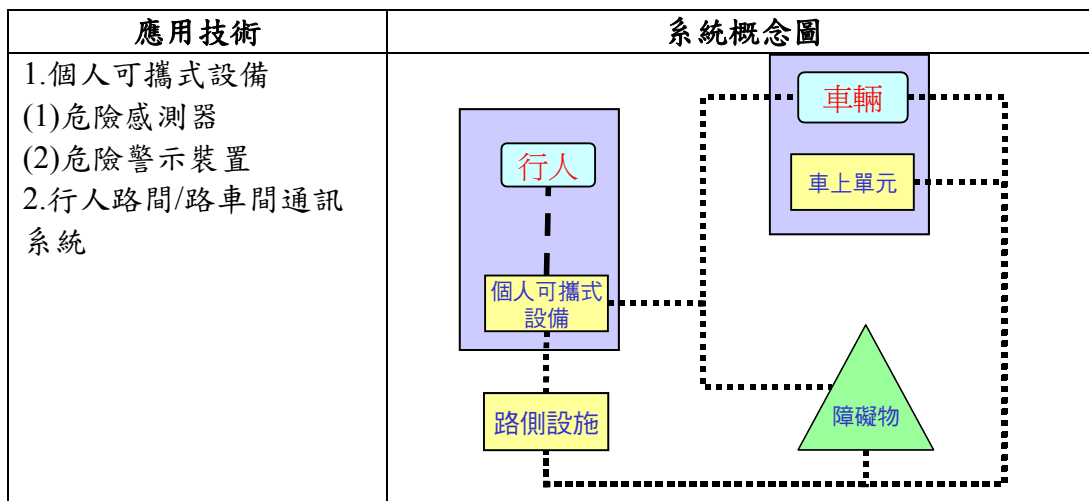 應用技術
系統概念圖
1.個人可攜式設備
(1)危險感測器
(2)危險警示裝置
2.行人路間/路車間通訊
系統
車輛
行人
車上單元
個人可攜式
設備
路側設施
障礙物